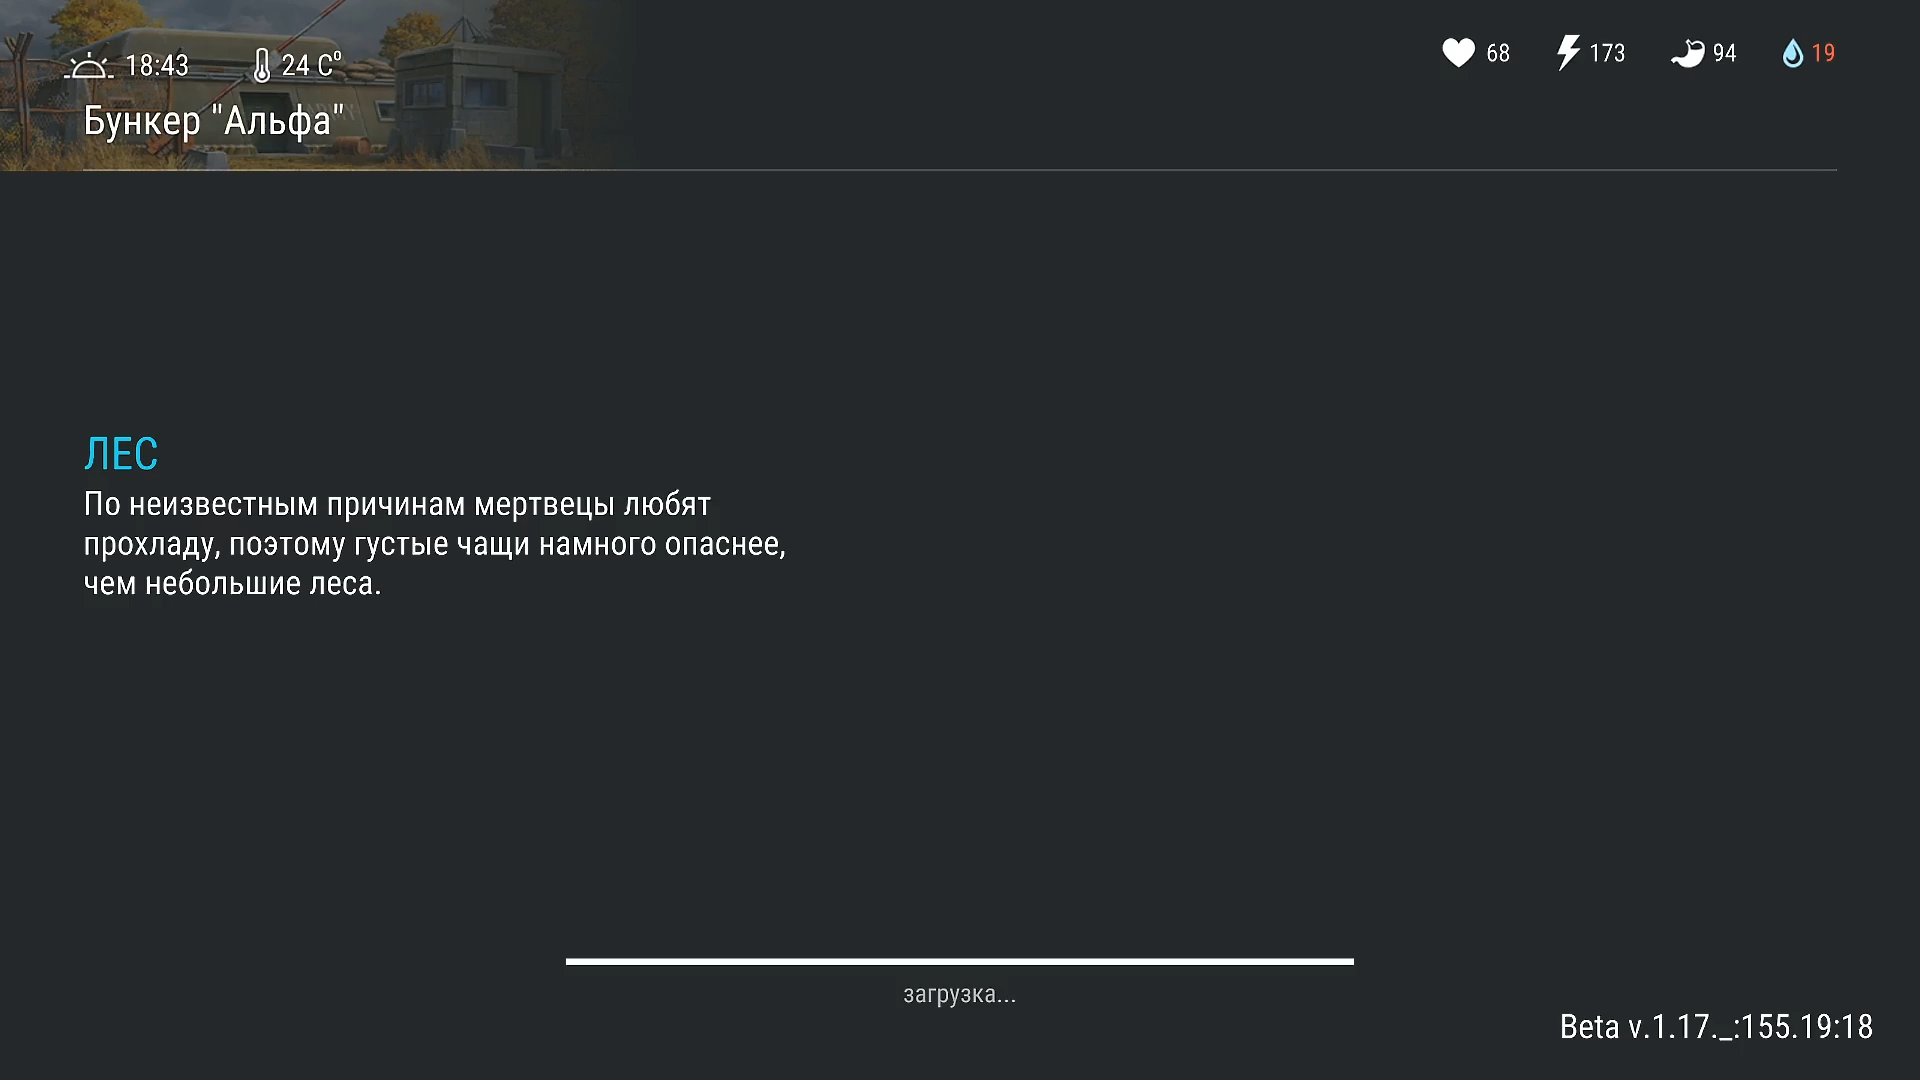 18:43 24 C⁰
68 173 94 19
Бункер "Альфа"
ЛЕС
По неизвестным причинам мертвецы любят
прохладу, поэтому густые чащи намного опаснее,
чем небольшие леса.
загрузка...
Beta v.1.17._:155.19:18